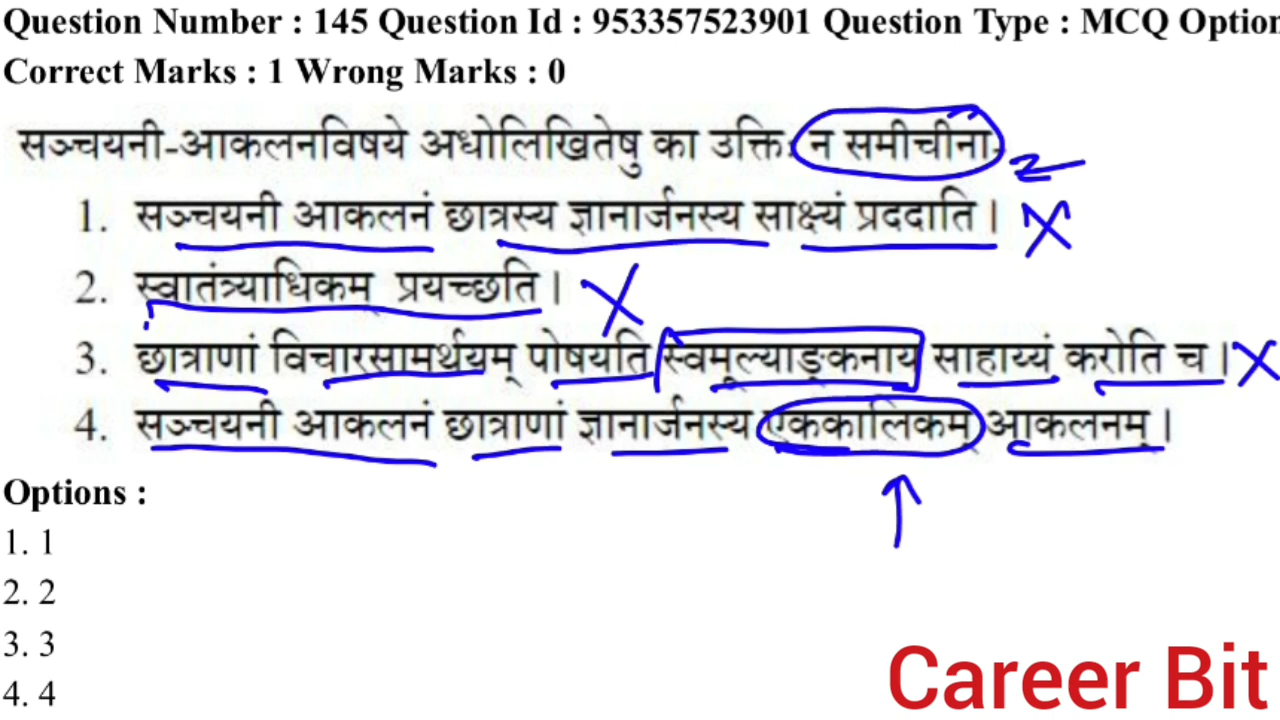 Question Number : 145 Question Id : 953357523901 Question Type : MCQ Option
Correct Marks : 1 Wrong Marks : 0
सञ्चयनी-आकलनविषये अधोलिखितेषु का उक्तिः न समीचीना-
1. सञ्चयनी आकलनं छात्रस्य ज्ञानार्जनस्य साक्ष्यं प्रददाति।
2. स्वातंत्र्याधिकम् प्रयच्छति।
3. छात्राणां विचारसामर्थयम् पोषयति स्वमूल्याङ्कनाय साहाय्यं करोति च।
4. सञ्चयनी आकलनं छात्राणां ज्ञानार्जनस्य एककालिकम् आकलनम्।
Options :
1. 1
2. 2
3. 3
4. 4
Career Bit